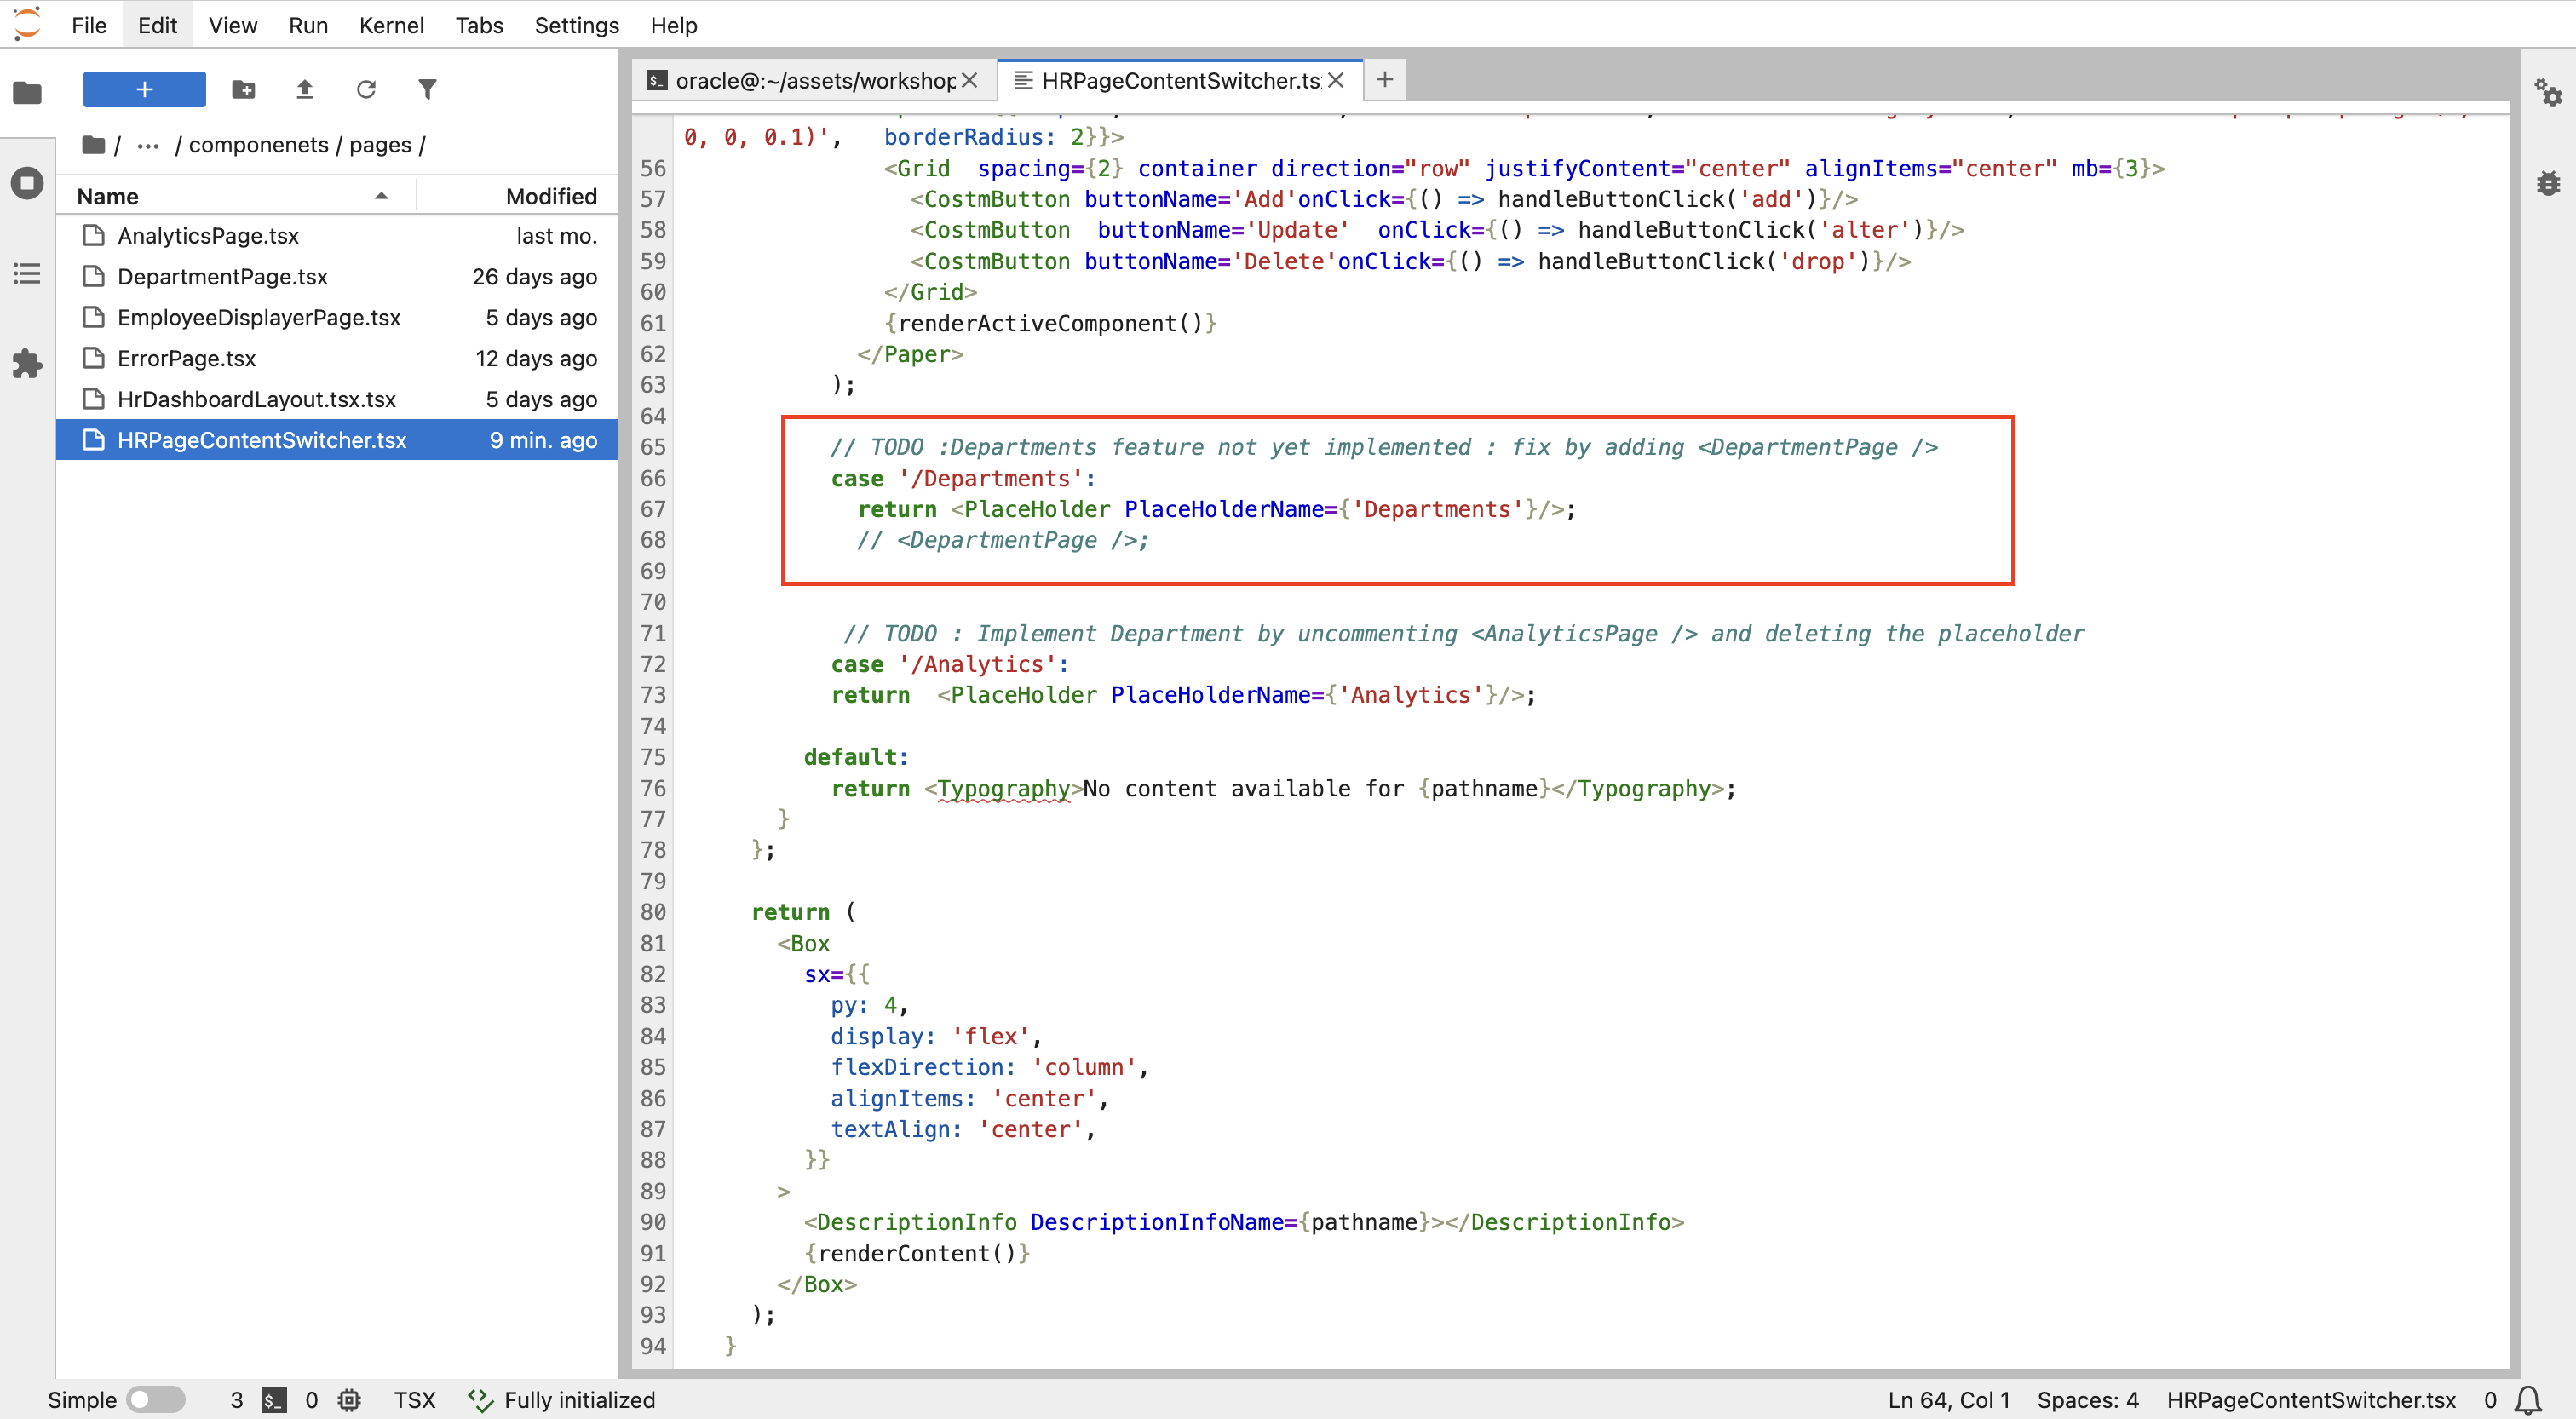 File Edit View Run Kernel Tabs Settings Help
+
/ ··· / componenets / pages /
Name Modified
AnalyticsPage.tsx last mo.
DepartmentPage.tsx 26 days ago
EmployeeDisplayerPage.tsx 5 days ago
ErrorPage.tsx 12 days ago
HrDashboardLayout.tsx.tsx 5 days ago
HRPageContentSwitcher.tsx 9 min. ago
oracle@:~/assets/workshop
HRPageContentSwitcher.ts
0, 0, 0.1)',   borderRadius: 2}}>
56 <Grid  spacing={2} container direction="row" justifyContent="center" alignItems="center" mb={3}>
57 <CostmButton buttonName='Add'onClick={() => handleButtonClick('add')}/>
58 <CostmButton  buttonName='Update'  onClick={() => handleButtonClick('alter')}/>
59 <CostmButton buttonName='Delete'onClick={() => handleButtonClick('drop')}/>
60 </Grid>
61 {renderActiveComponent()}
62 </Paper>
63 );
64
65 // TODO :Departments feature not yet implemented : fix by adding <DepartmentPage />
66 case '/Departments':
67 return <PlaceHolder PlaceHolderName={'Departments'}/>;
68 // <DepartmentPage />;
69
70
71 // TODO : Implement Department by uncommenting <AnalyticsPage /> and deleting the placeholder
72 case '/Analytics':
73 return  <PlaceHolder PlaceHolderName={'Analytics'}/>;
74
75 default:
76 return <Typography>No content available for {pathname}</Typography>;
77 }
78 };
79
80 return (
81 <Box
82 sx={{
83 py: 4,
84 display: 'flex',
85 flexDirection: 'column',
86 alignItems: 'center',
87 textAlign: 'center',
88 }}
89 >
90 <DescriptionInfo DescriptionInfoName={pathname}></DescriptionInfo>
91 {renderContent()}
92 </Box>
93 );
94 }
Simple 3 $_ 0 TSX Fully initialized Ln 64, Col 1 Spaces: 4 HRPageContentSwitcher.tsx 0